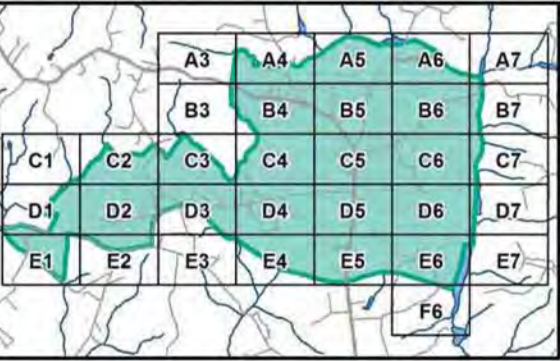 A3 A4 A5 A6 A7
B3 B4 B5 B6 B7
C1 C2 C3 C4 C5 C6 C7
D1 D2 D3 D4 D5 D6 D7
E1 E2 E3 E4 E5 E6 E7
F6